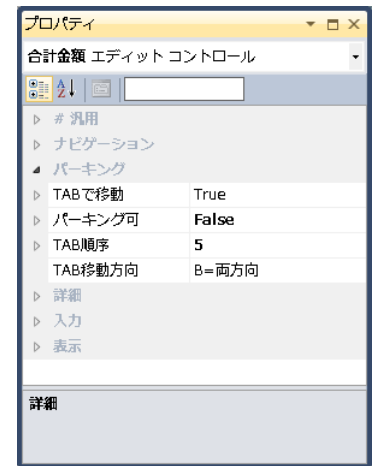 プロパティ
合計金額 エディット コントロール
# 汎用
ナビゲーション
パーキング
TABで移動 True
パーキング可 False
TAB順序 5
TAB移動方向 B=両方向
詳細
入力
表示
詳細